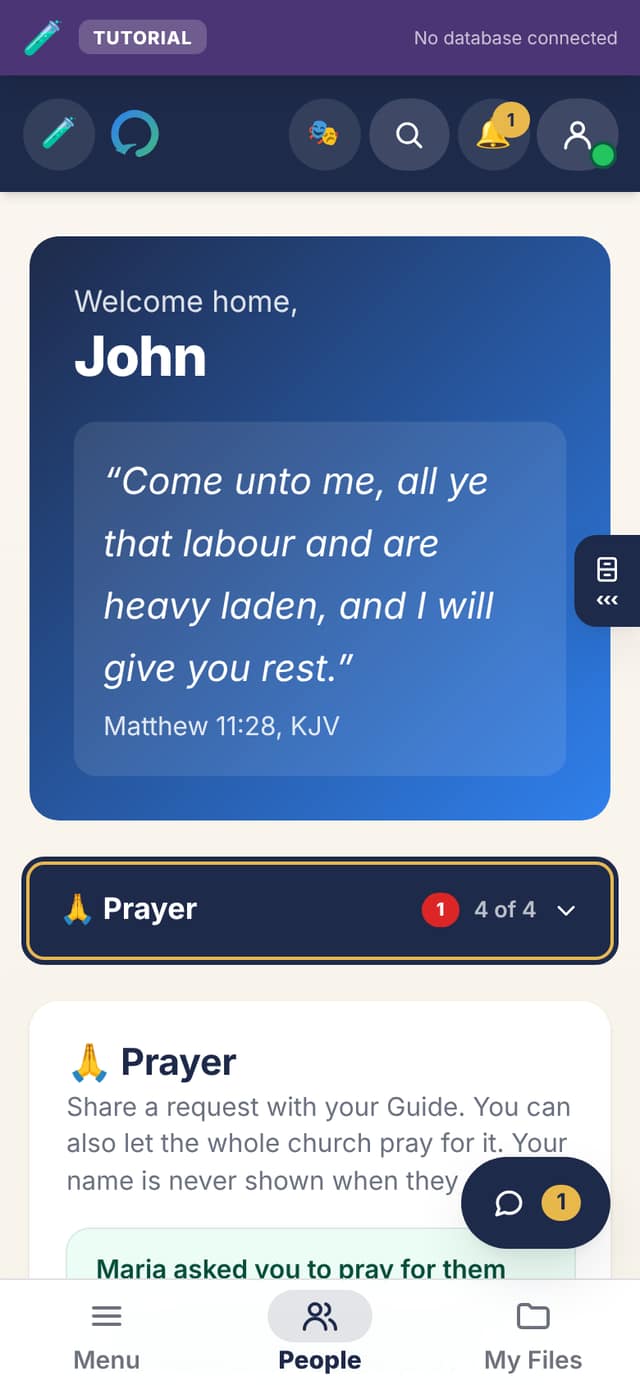 TUTORIAL
No database connected
1
Welcome home,
John
“Come unto me, all ye
that labour and are
heavy laden, and I will
give you rest.”
Matthew 11:28, KJV
Prayer
1
4 of 4
Prayer
Share a request with your Guide. You can
also let the whole church pray for it. Your
name is never shown when they
1
Maria asked you to pray for them
Menu
People
My Files